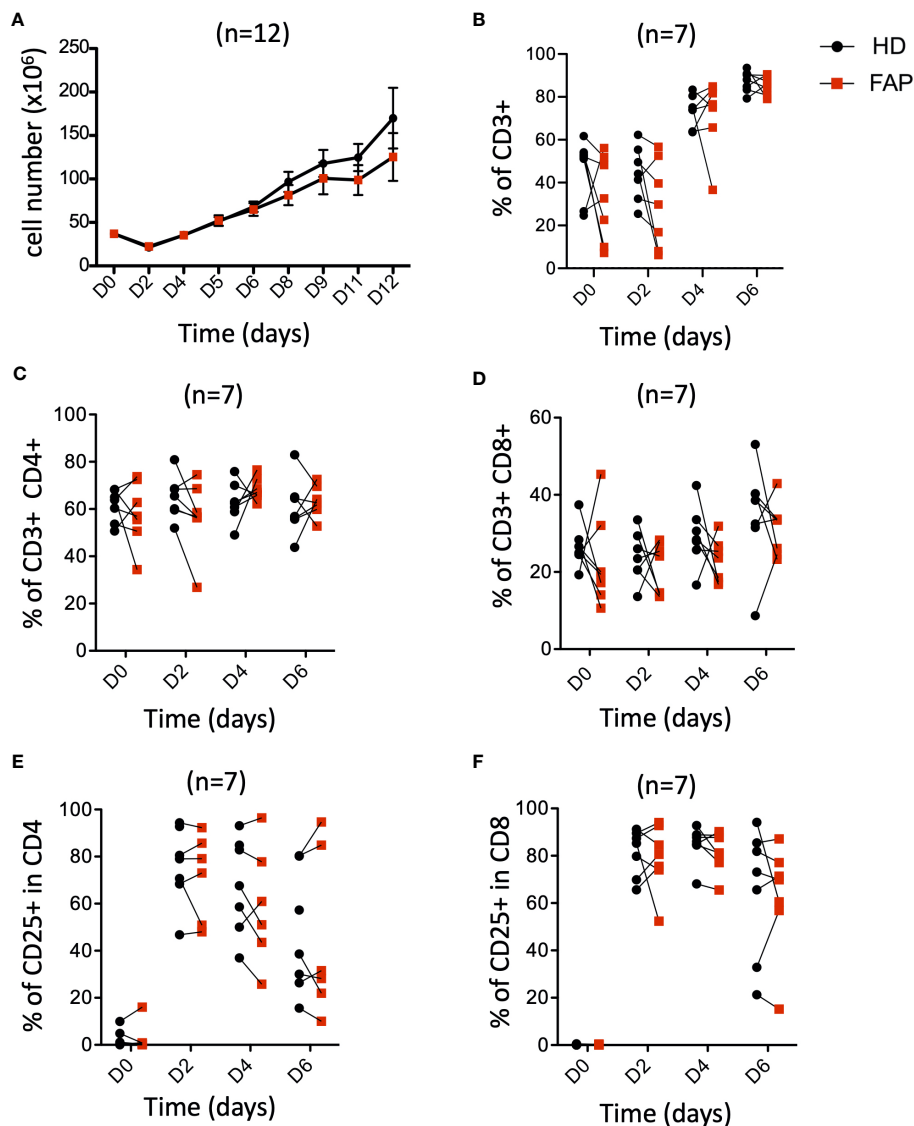 A
(n=12)
250
200
150
100
50
0
cell number (x10⁶)
D0 D2 D4 D5 D6 D8 D9 D11 D12
Time (days)
B
(n=7)
100
80
60
40
20
0
% of CD3+
D0 D2 D4 D6
Time (days)
HD
FAP
C
(n=7)
100
80
60
40
20
0
% of CD3+ CD4+
D0 D2 D4 D6
Time (days)
D
(n=7)
60
40
20
0
% of CD3+ CD8+
D0 D2 D4 D6
Time (days)
E
(n=7)
100
80
60
40
20
0
% of CD25+ in CD4
D0 D2 D4 D6
Time (days)
F
(n=7)
100
80
60
40
20
0
% of CD25+ in CD8
D0 D2 D4 D6
Time (days)